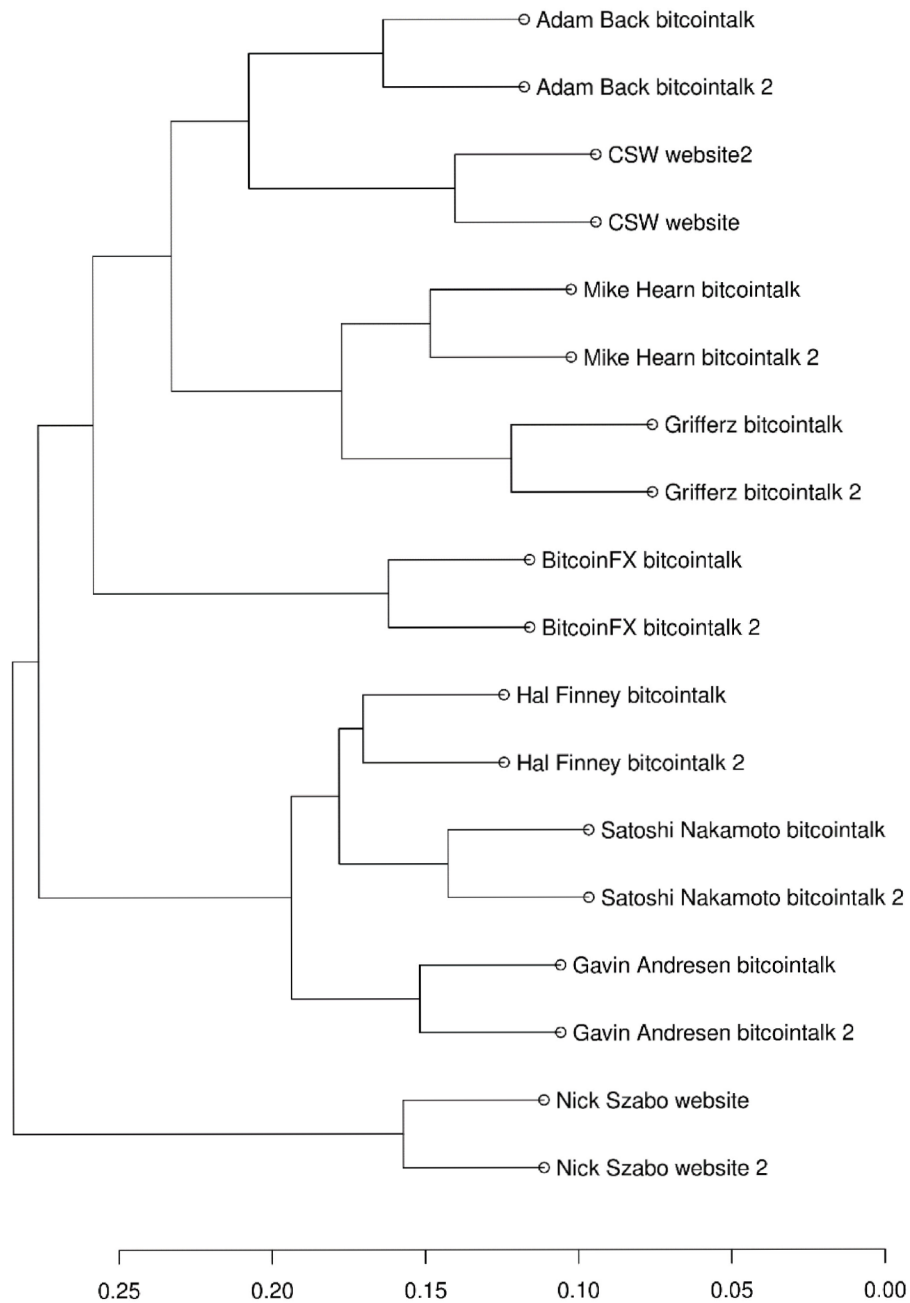 Adam Back bitcointalk
Adam Back bitcointalk 2
CSW website2
CSW website
Mike Hearn bitcointalk
Mike Hearn bitcointalk 2
Grifferz bitcointalk
Grifferz bitcointalk 2
BitcoinFX bitcointalk
BitcoinFX bitcointalk 2
Hal Finney bitcointalk
Hal Finney bitcointalk 2
Satoshi Nakamoto bitcointalk
Satoshi Nakamoto bitcointalk 2
Gavin Andresen bitcointalk
Gavin Andresen bitcointalk 2
Nick Szabo website
Nick Szabo website 2
0.25 0.20 0.15 0.10 0.05 0.00